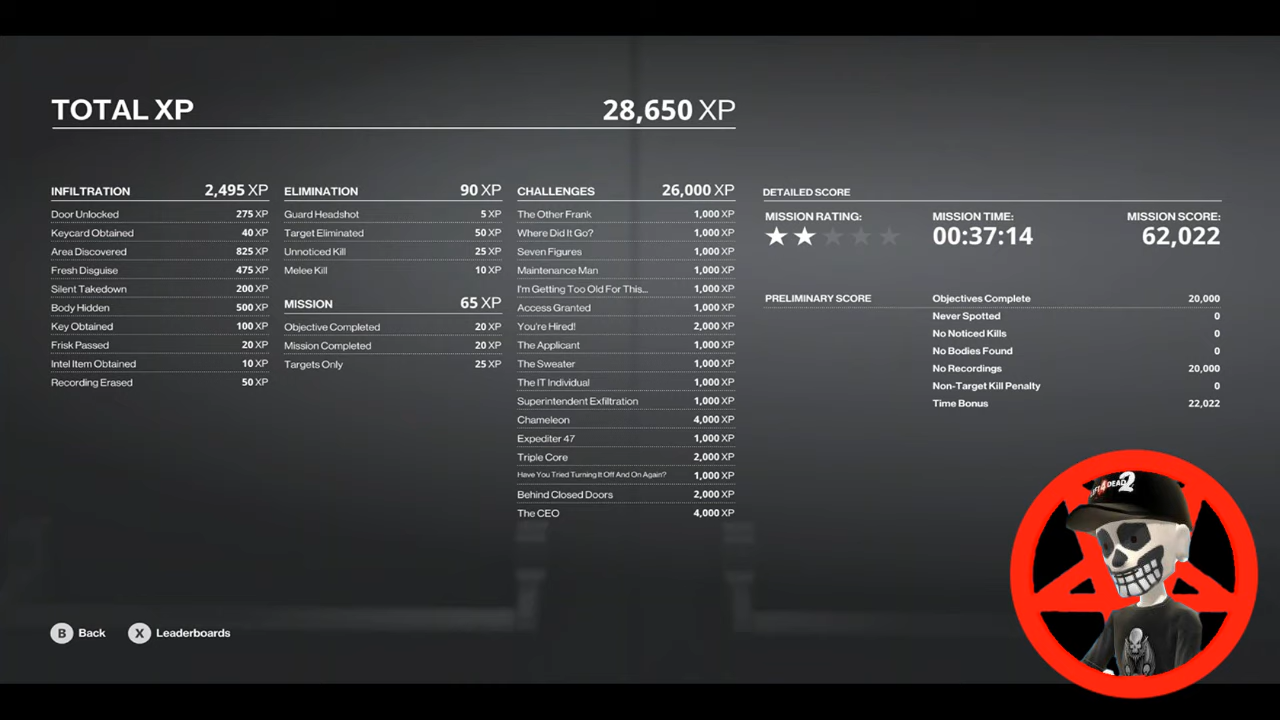 TOTAL XP 28,650 XP
INFILTRATION 2,495 XP
Door Unlocked 275 XP
Keycard Obtained 40 XP
Area Discovered 825 XP
Fresh Disguise 475 XP
Silent Takedown 200 XP
Body Hidden 500 XP
Key Obtained 100 XP
Frisk Passed 20 XP
Intel Item Obtained 10 XP
Recording Erased 50 XP
ELIMINATION 90 XP
Guard Headshot 5 XP
Target Eliminated 50 XP
Unnoticed Kill 25 XP
Melee Kill 10 XP
MISSION 65 XP
Objective Completed 20 XP
Mission Completed 20 XP
Targets Only 25 XP
CHALLENGES 26,000 XP
The Other Frank 1,000 XP
Where Did It Go? 1,000 XP
Seven Figures 1,000 XP
Maintenance Man 1,000 XP
I'm Getting Too Old For This... 1,000 XP
Access Granted 1,000 XP
You're Hired! 2,000 XP
The Applicant 1,000 XP
The Sweater 1,000 XP
The IT Individual 1,000 XP
Superintendent Exfiltration 1,000 XP
Chameleon 4,000 XP
Expediter 47 1,000 XP
Triple Core 2,000 XP
Have You Tried Turning It Off And On Again? 1,000 XP
Behind Closed Doors 2,000 XP
The CEO 4,000 XP
DETAILED SCORE
MISSION RATING:
MISSION TIME:
00:37:14
MISSION SCORE:
62,022
PRELIMINARY SCORE
Objectives Complete 20,000
Never Spotted 0
No Noticed Kills 0
No Bodies Found 0
No Recordings 20,000
Non-Target Kill Penalty 0
Time Bonus 22,022
B Back
X Leaderboards
LEFT 4 DEAD 2